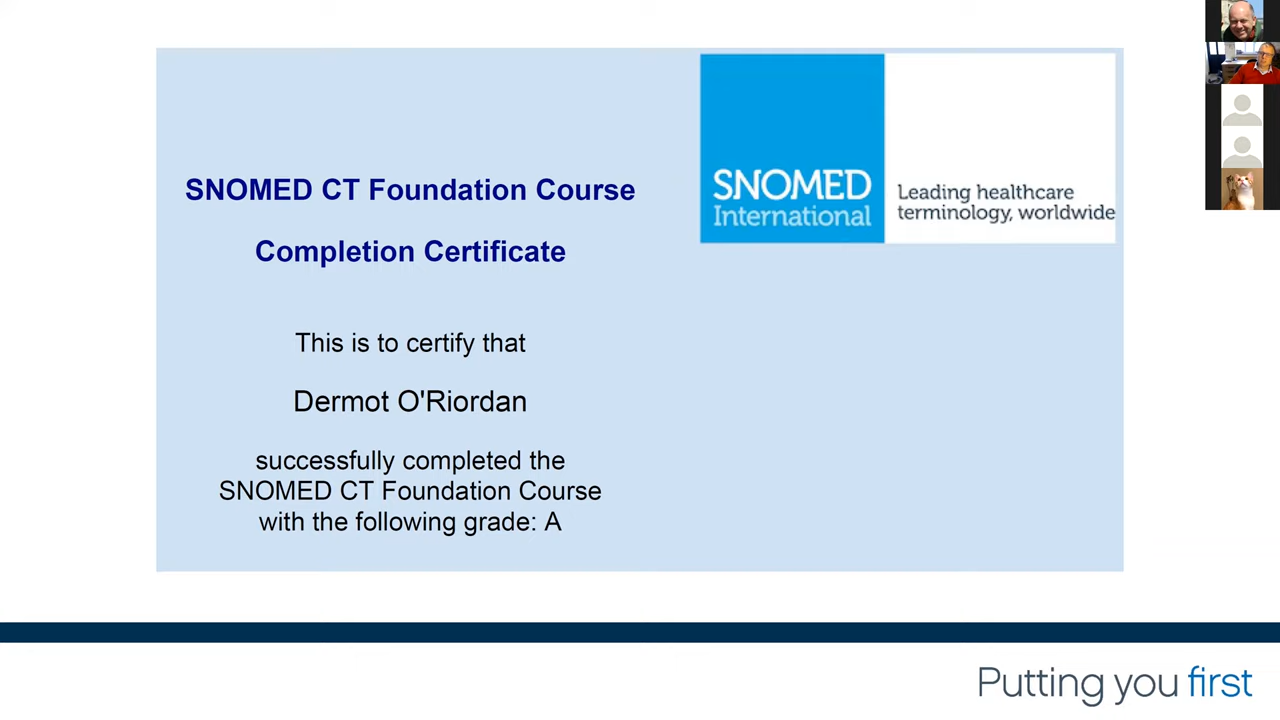 SNOMED CT Foundation Course
Completion Certificate
This is to certify that
Dermot O'Riordan
successfully completed the
SNOMED CT Foundation Course
with the following grade: A
SNOMED
International
Leading healthcare
terminology, worldwide
Putting you first